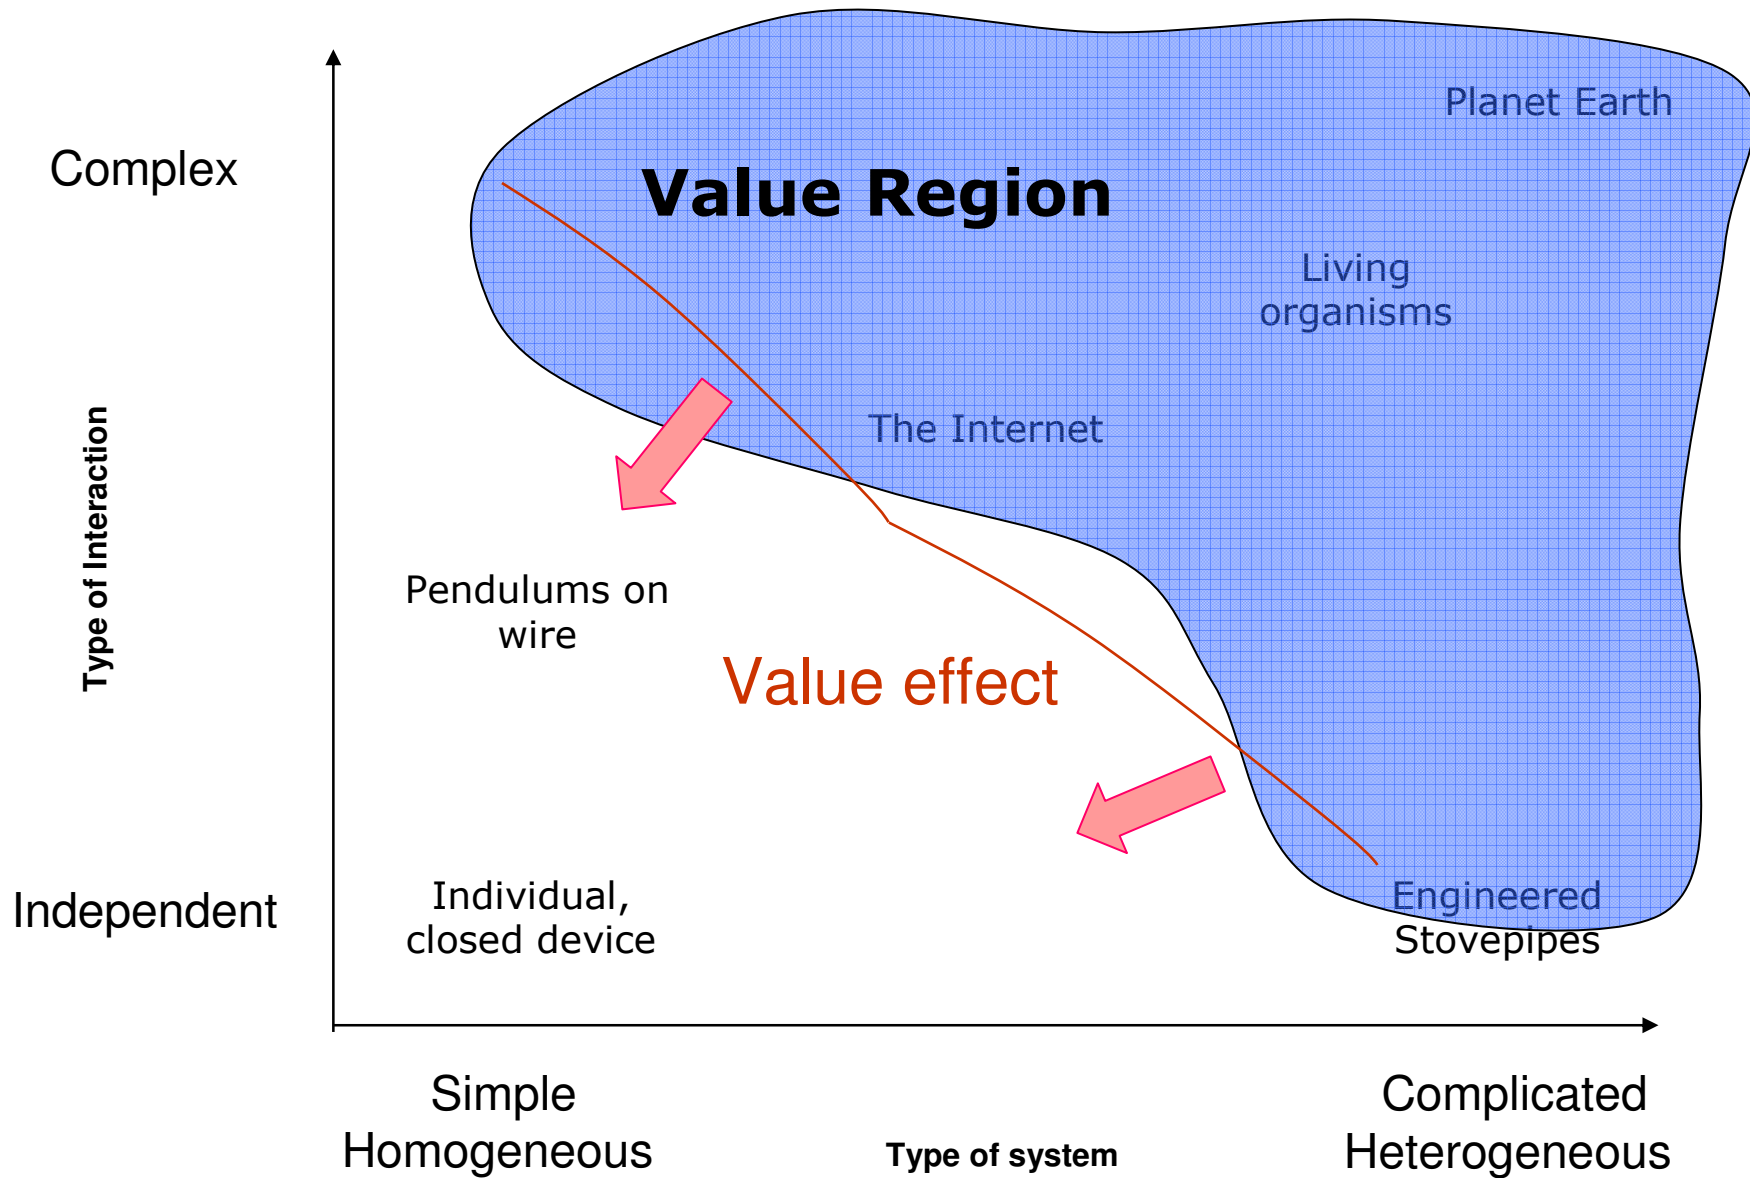 Planet Earth
Complex
Value Region
Living
organisms
The Internet
Type of Interaction
Pendulums on
wire
Value effect
Independent
Individual,
closed device
Engineered
Stovepipes
Simple
Homogeneous
Type of system
Complicated
Heterogeneous